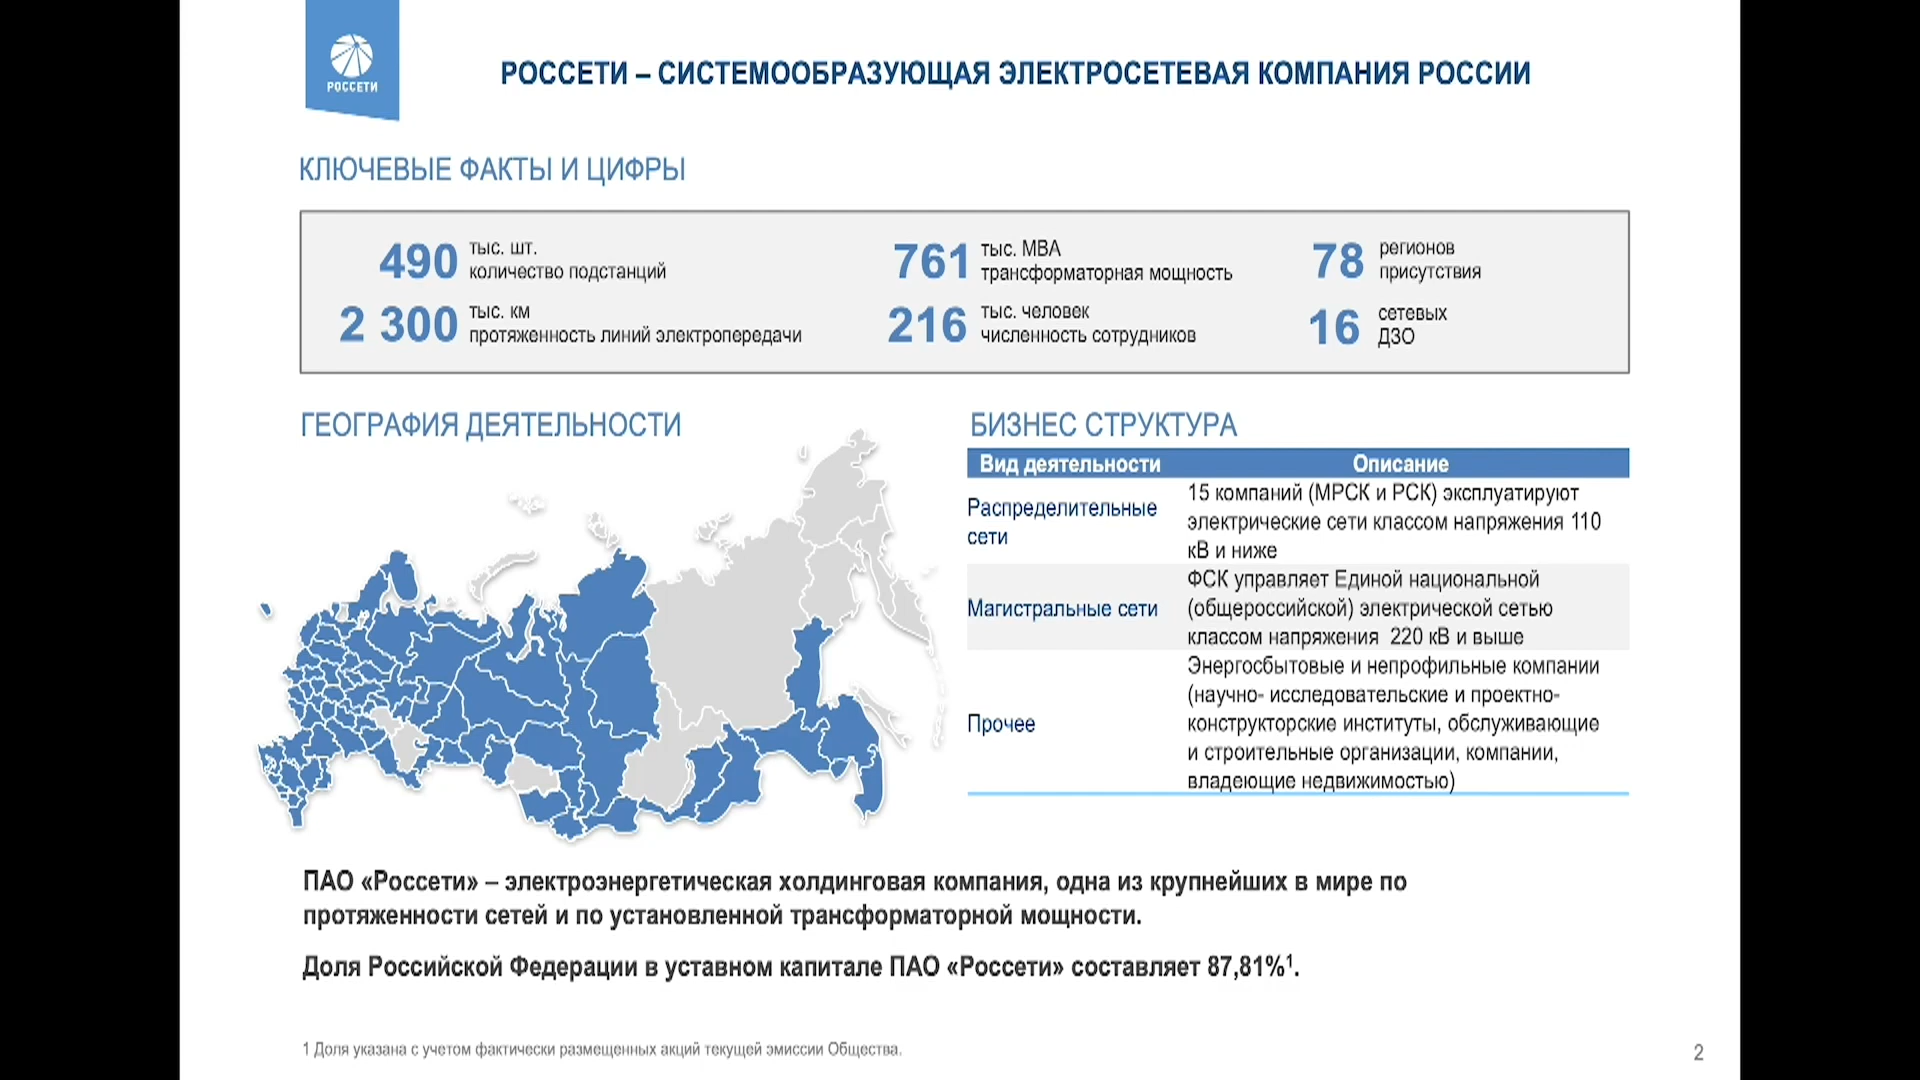 РОССЕТИ
РОССЕТИ – СИСТЕМООБРАЗУЮЩАЯ ЭЛЕКТРОСЕТЕВАЯ КОМПАНИЯ РОССИИ
КЛЮЧЕВЫЕ ФАКТЫ И ЦИФРЫ
490 тыс. шт.
количество подстанций
761 тыс. МВА
трансформаторная мощность
78 регионов
присутствия
2 300 тыс. км
протяженность линий электропередачи
216 тыс. человек
численность сотрудников
16 сетевых
ДЗО
ГЕОГРАФИЯ ДЕЯТЕЛЬНОСТИ
БИЗНЕС СТРУКТУРА
Вид деятельности Описание
Распределительные
сети
15 компаний (МРСК и РСК) эксплуатируют
электрические сети классом напряжения 110
кВ и ниже
Магистральные сети
ФСК управляет Единой национальной
(общероссийской) электрической сетью
классом напряжения 220 кВ и выше
Прочее
Энергосбытовые и непрофильные компании
(научно- исследовательские и проектно-
конструкторские институты, обслуживающие
и строительные организации, компании,
владеющие недвижимостью)
ПАО «Россети» – электроэнергетическая холдинговая компания, одна из крупнейших в мире по
протяженности сетей и по установленной трансформаторной мощности.
Доля Российской Федерации в уставном капитале ПАО «Россети» составляет 87,81%¹.
1 Доля указана с учетом фактически размещенных акций текущей эмиссии Общества.
2